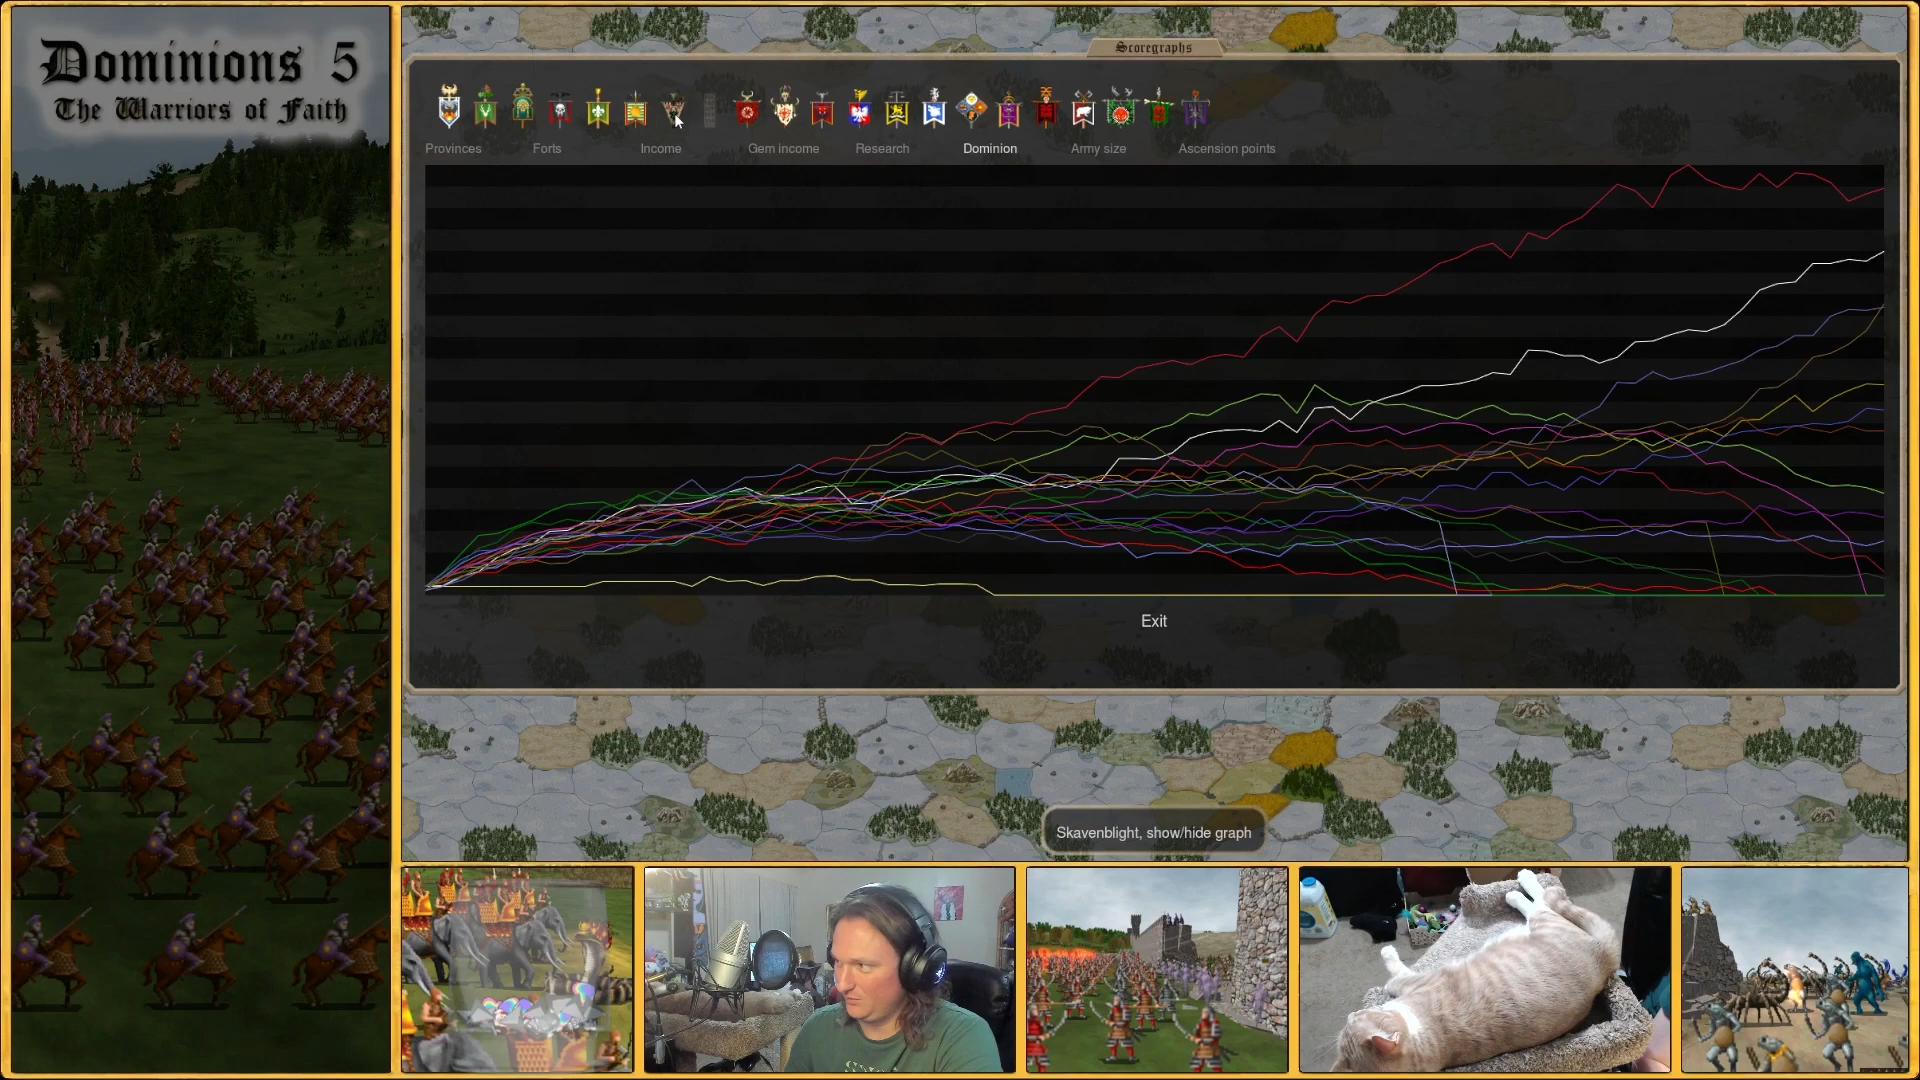 Dominions 5
The Warriors of Faith
Scoregraphs
Provinces Forts Income Gem income Research Dominion Army size Ascension points
Exit
Skavenblight, show/hide graph